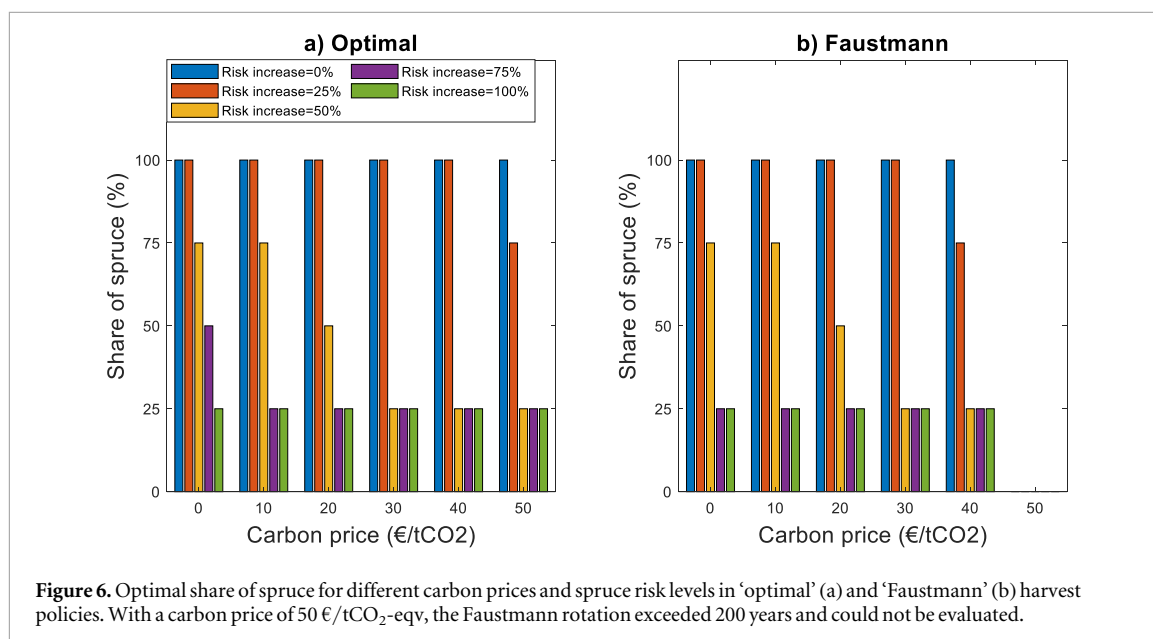 a) Optimal
Risk increase=0%
Risk increase=25%
Risk increase=50%
Risk increase=75%
Risk increase=100%
Share of spruce (%)
100
75
50
25
0
0 10 20 30 40 50
Carbon price (€/tCO2)
b) Faustmann
Share of spruce (%)
100
75
50
25
0
0 10 20 30 40 50
Carbon price (€/tCO2)
Figure 6. Optimal share of spruce for different carbon prices and spruce risk levels in ‘optimal’ (a) and ‘Faustmann’ (b) harvest
policies. With a carbon price of 50 €/tCO₂-eqv, the Faustmann rotation exceeded 200 years and could not be evaluated.